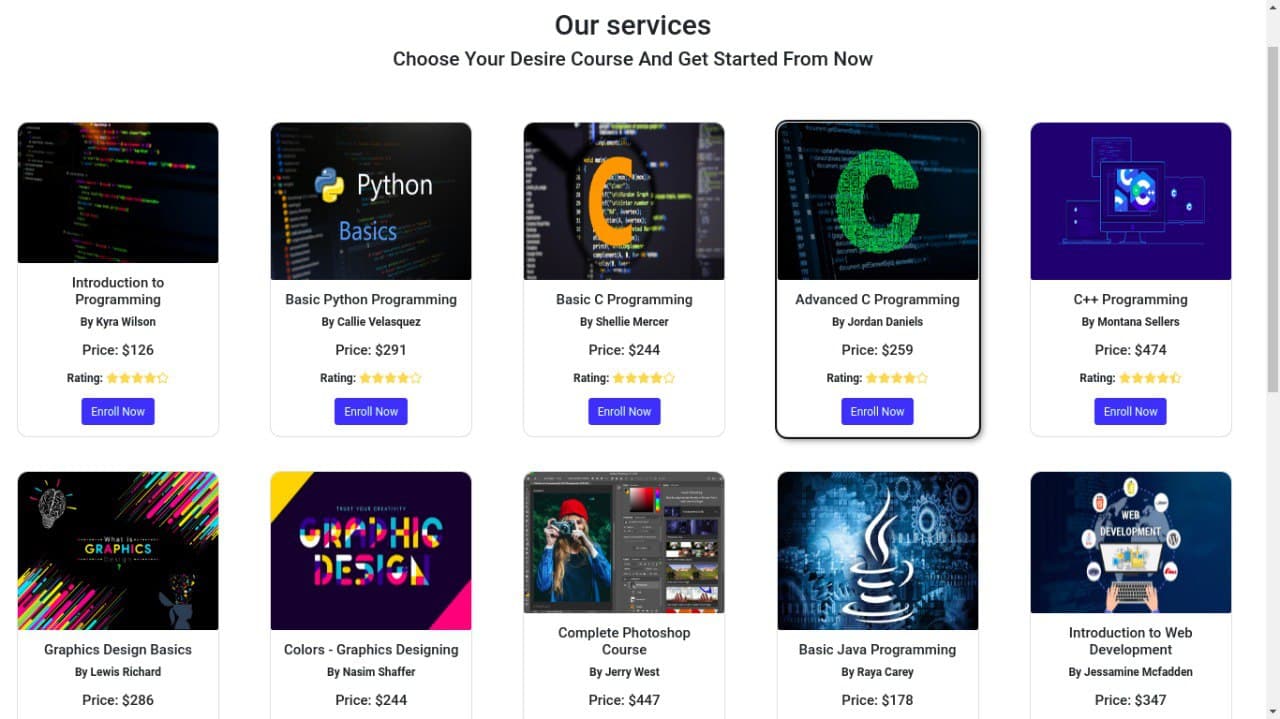 Our services
Choose Your Desire Course And Get Started From Now
Python
Basics
C
C
Introduction to
Programming
By Kyra Wilson
Price: $126
Rating:
Enroll Now
Basic Python Programming
By Callie Velasquez
Price: $291
Rating:
Enroll Now
Basic C Programming
By Shellie Mercer
Price: $244
Rating:
Enroll Now
Advanced C Programming
By Jordan Daniels
Price: $259
Rating:
Enroll Now
C++ Programming
By Montana Sellers
Price: $474
Rating:
Enroll Now
What is
GRAPHICS
Design
?
TRUST YOUR CREATIVITY
GRAPHIC
DESIGN
WEB
DEVELOPMENT
Graphics Design Basics
By Lewis Richard
Price: $286
Colors - Graphics Designing
By Nasim Shaffer
Price: $244
Complete Photoshop
Course
By Jerry West
Price: $447
Basic Java Programming
By Raya Carey
Price: $178
Introduction to Web
Development
By Jessamine Mcfadden
Price: $347